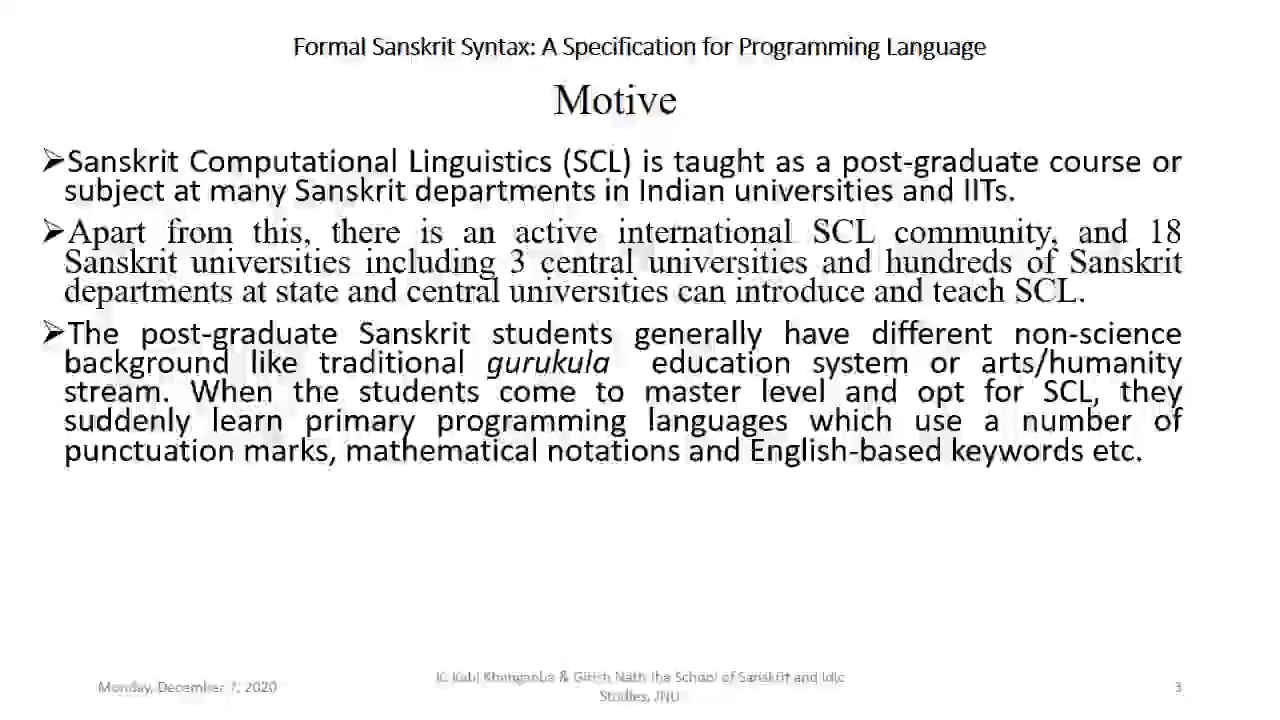 Formal Sanskrit Syntax: A Specification for Programming Language
Motive
➢Sanskrit Computational Linguistics (SCL) is taught as a post-graduate course or
subject at many Sanskrit departments in Indian universities and IITs.
➢Apart from this, there is an active international SCL community, and 18
Sanskrit universities including 3 central universities and hundreds of Sanskrit
departments at state and central universities can introduce and teach SCL.
➢The post-graduate Sanskrit students generally have different non-science
background like traditional gurukula education system or arts/humanity
stream. When the students come to master level and opt for SCL, they
suddenly learn primary programming languages which use a number of
punctuation marks, mathematical notations and English-based keywords etc.
Monday, December 7, 2020
& Girish Nath Jha School of Sanskrit and Indic
Studies, JNU
3